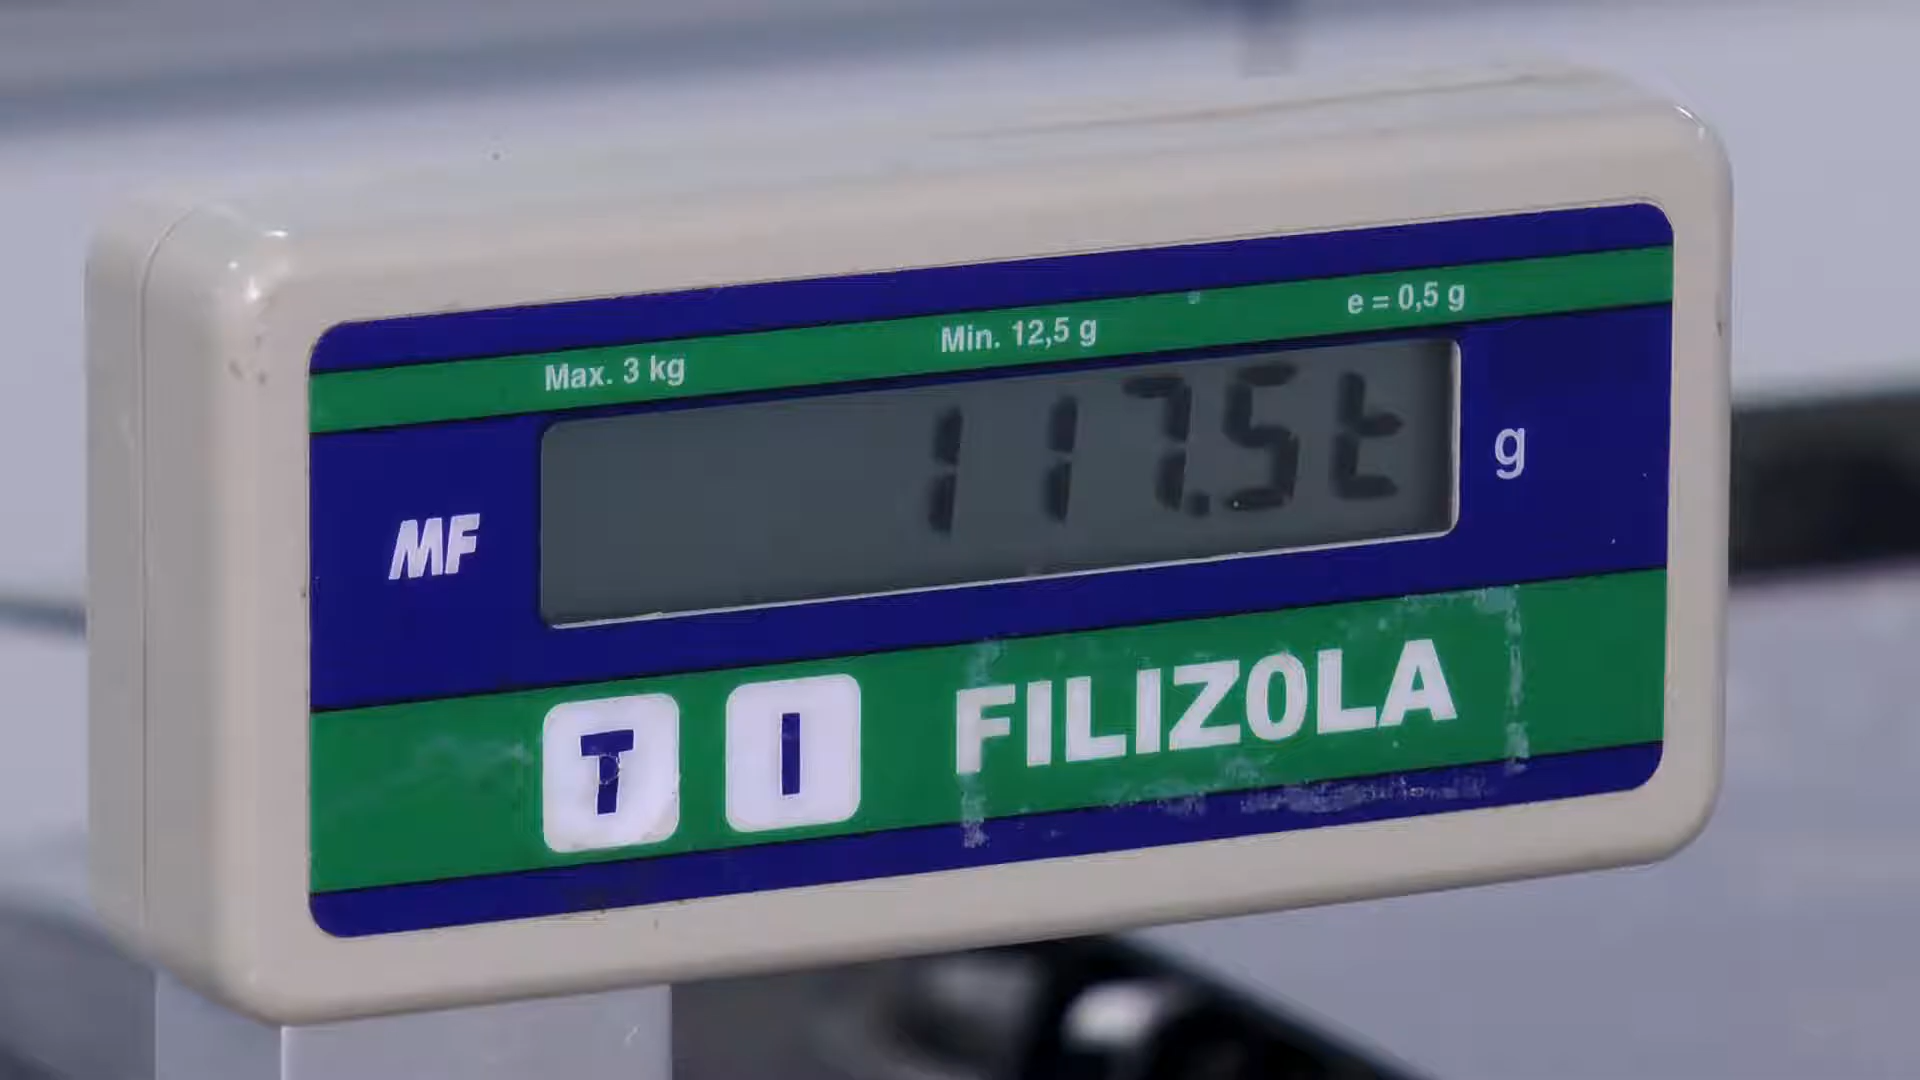 Max. 3 kg Min. 12,5 g e = 0,5 g
117.5t g
MF
T I FILIZOLA